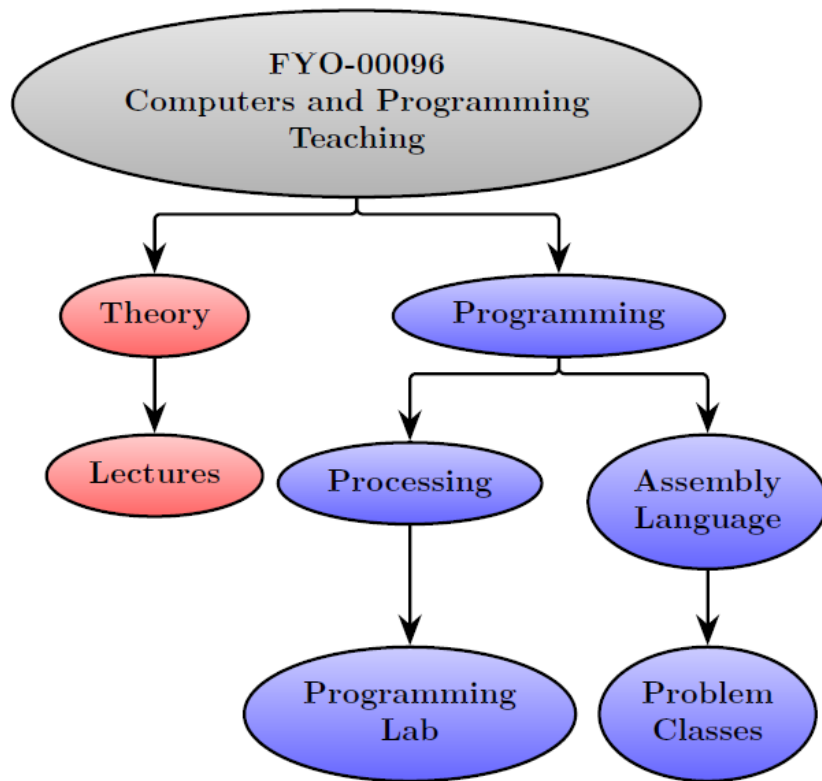 FYO-00096
Computers and Programming
Teaching
Theory
Programming
Lectures
Processing
Assembly
Language
Programming
Lab
Problem
Classes